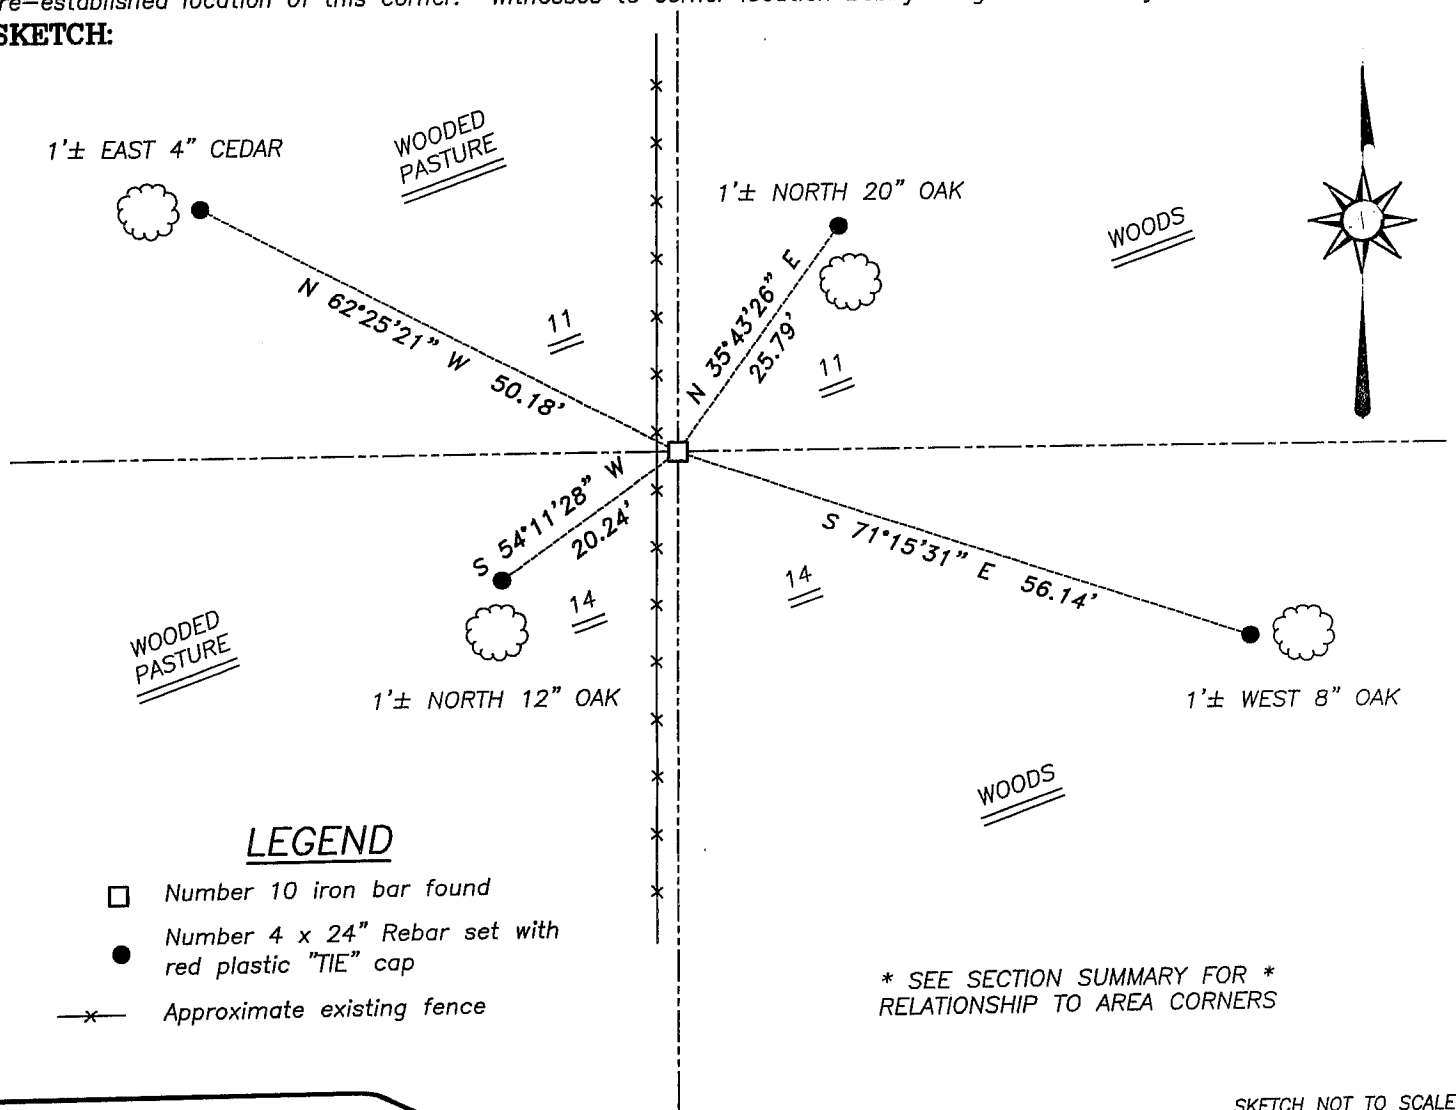 SKETCH:
1'± EAST 4" CEDAR
WOODED
PASTURE
1'± NORTH 20" OAK
WOODS
N 62°25'21" W 50.18'
11
N 35°43'26" E
25.79'
11
S 54°11'28" W
20.24'
14
S 71°15'31" E 56.14'
14
WOODED
PASTURE
1'± NORTH 12" OAK
1'± WEST 8" OAK
WOODS
LEGEND
Number 10 iron bar found
Number 4 x 24" Rebar set with
red plastic "TIE" cap
Approximate existing fence
* SEE SECTION SUMMARY FOR *
RELATIONSHIP TO AREA CORNERS
SKETCH NOT TO SCALE